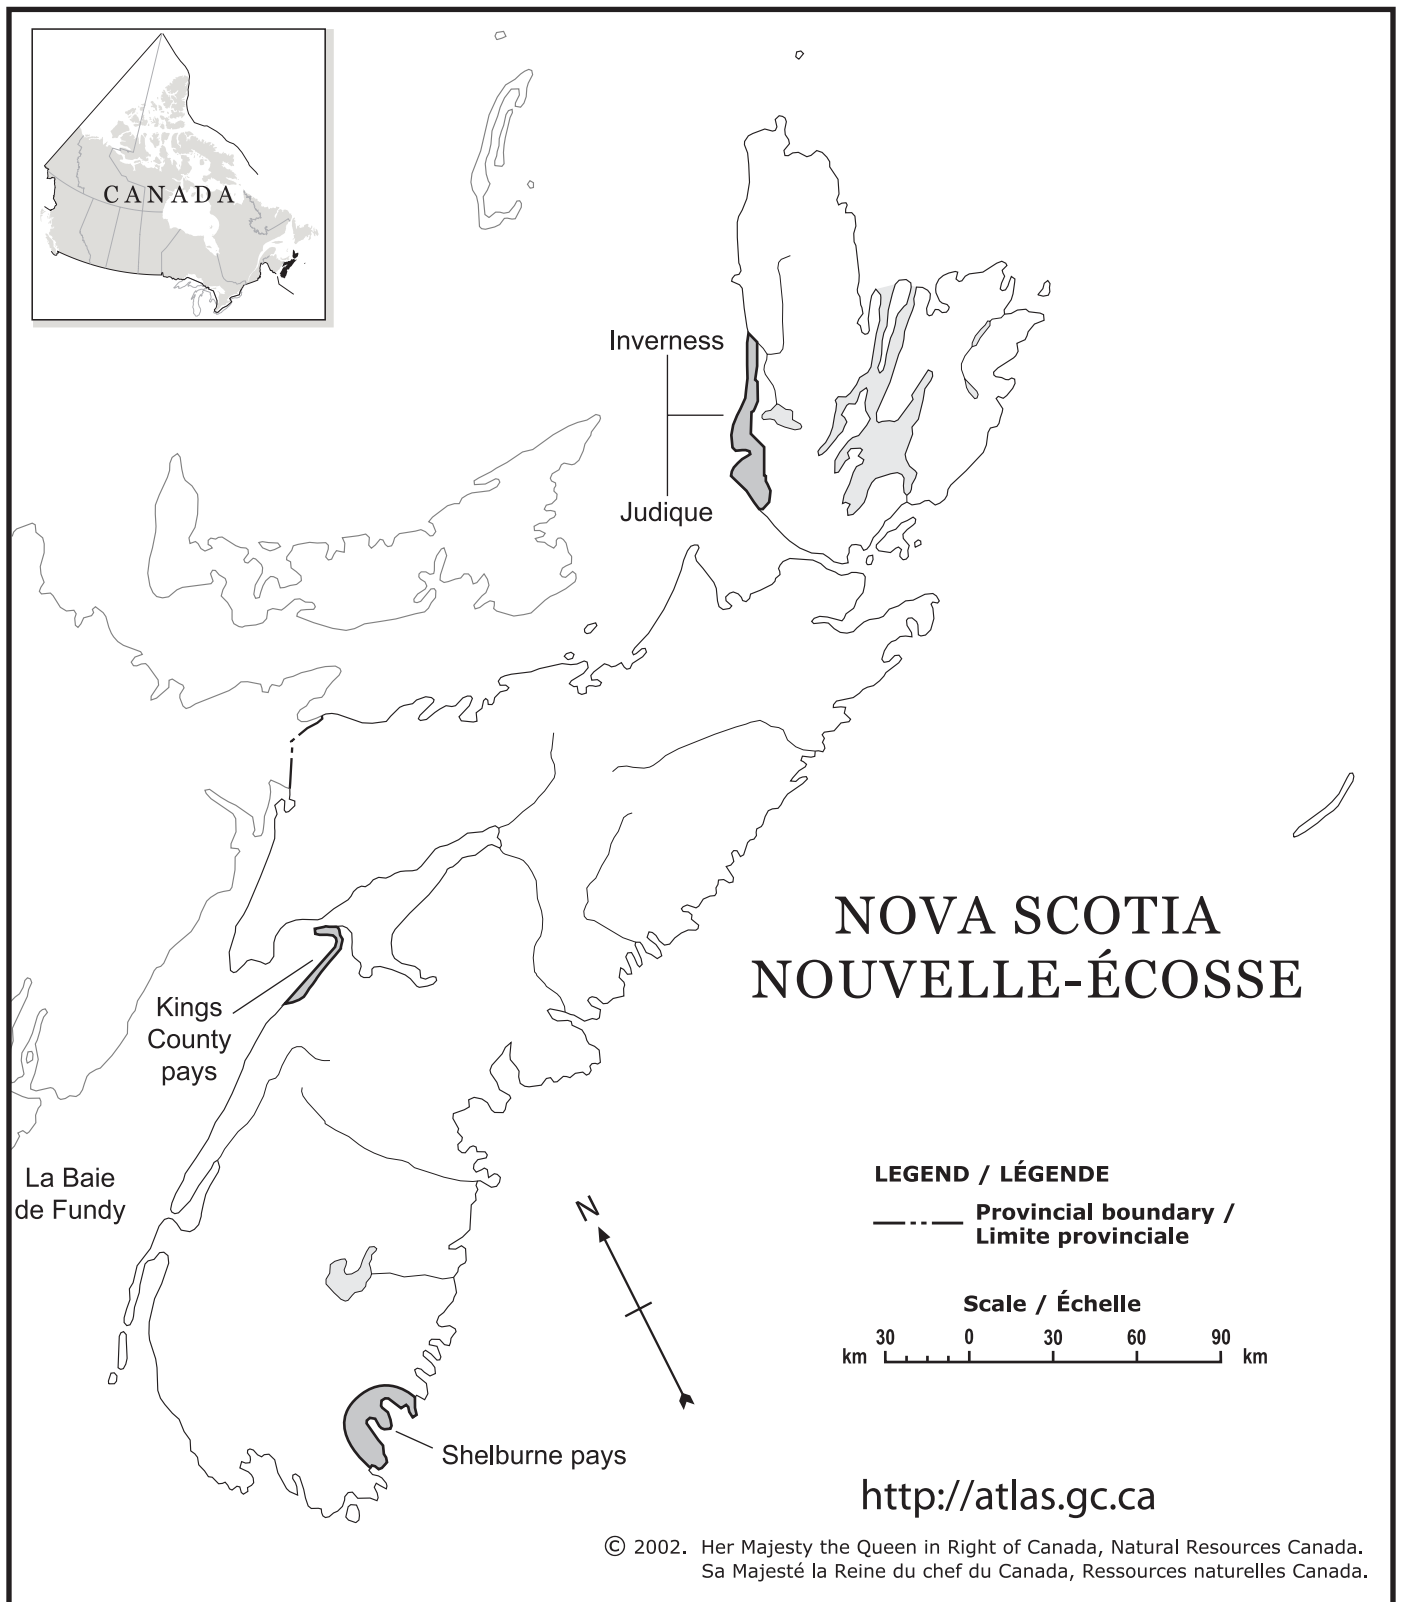 CANADA
Inverness
Judique
NOVA SCOTIA
NOUVELLE-ÉCOSSE
Kings
County
pays
La Baie
de Fundy
N
LEGEND / LÉGENDE
Provincial boundary /
Limite provinciale
Scale / Échelle
30 0 30 60 90
km km
Shelburne pays
http://atlas.gc.ca
© 2002. Her Majesty the Queen in Right of Canada, Natural Resources Canada.
Sa Majesté la Reine du chef du Canada, Ressources naturelles Canada.